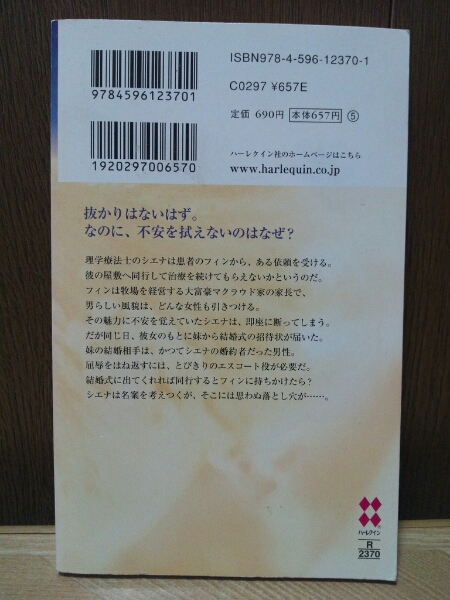 ISBN978-4-596-12370-1
C0297 ¥657E
定価 690円 本体657円 ⑤
9784596123701
1920297006570
ハーレクイン社のホームページはこちら
www.harlequin.co.jp
抜かりはないはず。
なのに、不安を拭えないのはなぜ?
理学療法士のシエナは患者のフィンから、ある依頼を受ける。
彼の屋敷へ同行して治療を続けてもらえないかというのだ。
フィンは牧場を経営する大富豪マクラウド家の家長で、
男らしい風貌は、どんな女性も引きつける。
その魅力に不安を覚えていたシエナは、即座に断ってしまう。
だが同じ日、彼女のもとに妹から結婚式の招待状が届いた。
妹の結婚相手は、かつてシエナの婚約者だった男性。
屈辱をはね返すには、とびきりのエスコート役が必要だ。
結婚式に出てくれれば同行するとフィンに持ちかけたら?
シエナは名案を考えつくが、そこには思わぬ落とし穴が……。
ハーレクイン
R
2370